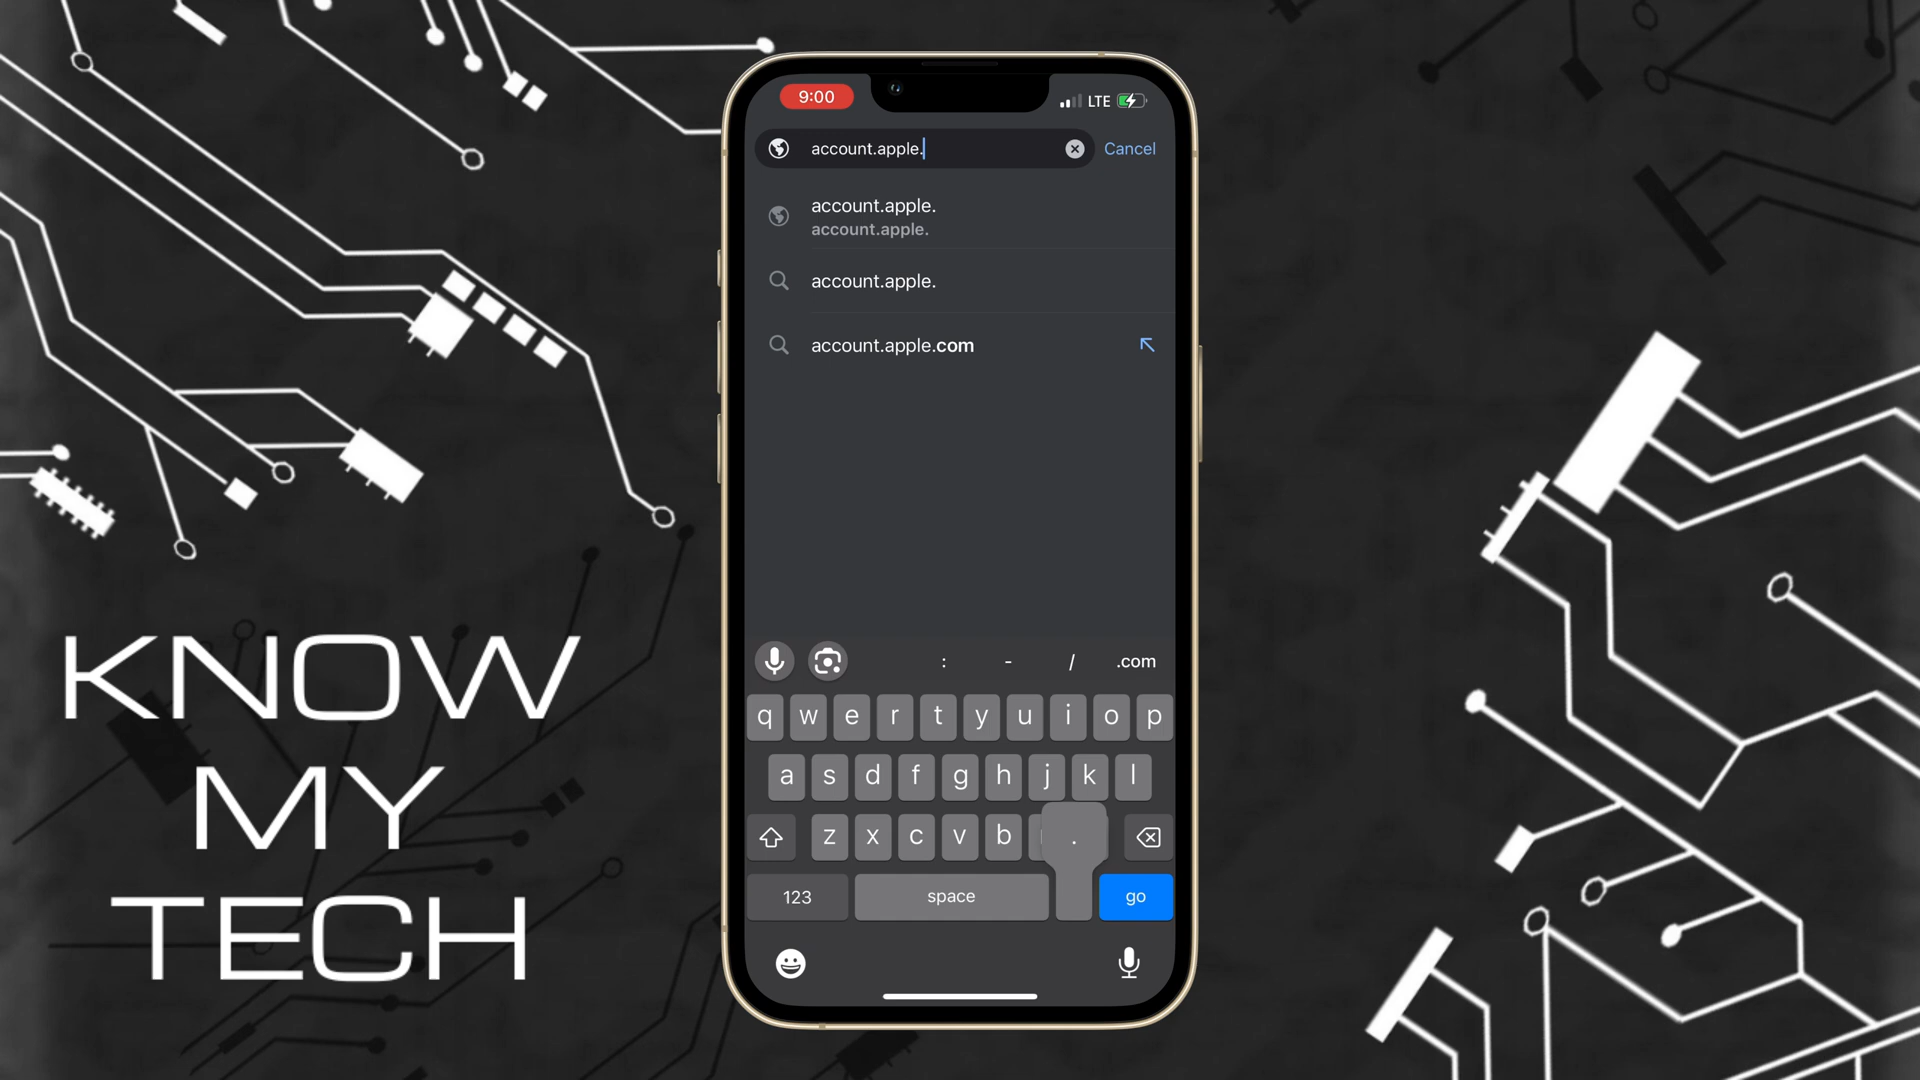 9:00
LTE
account.apple.
Cancel
account.apple.
account.apple.
account.apple.
account.apple.com
: - / .com
q w e r t y u i o p
a s d f g h j k l
z x c v b .
123 space go
KNOW
MY
TECH